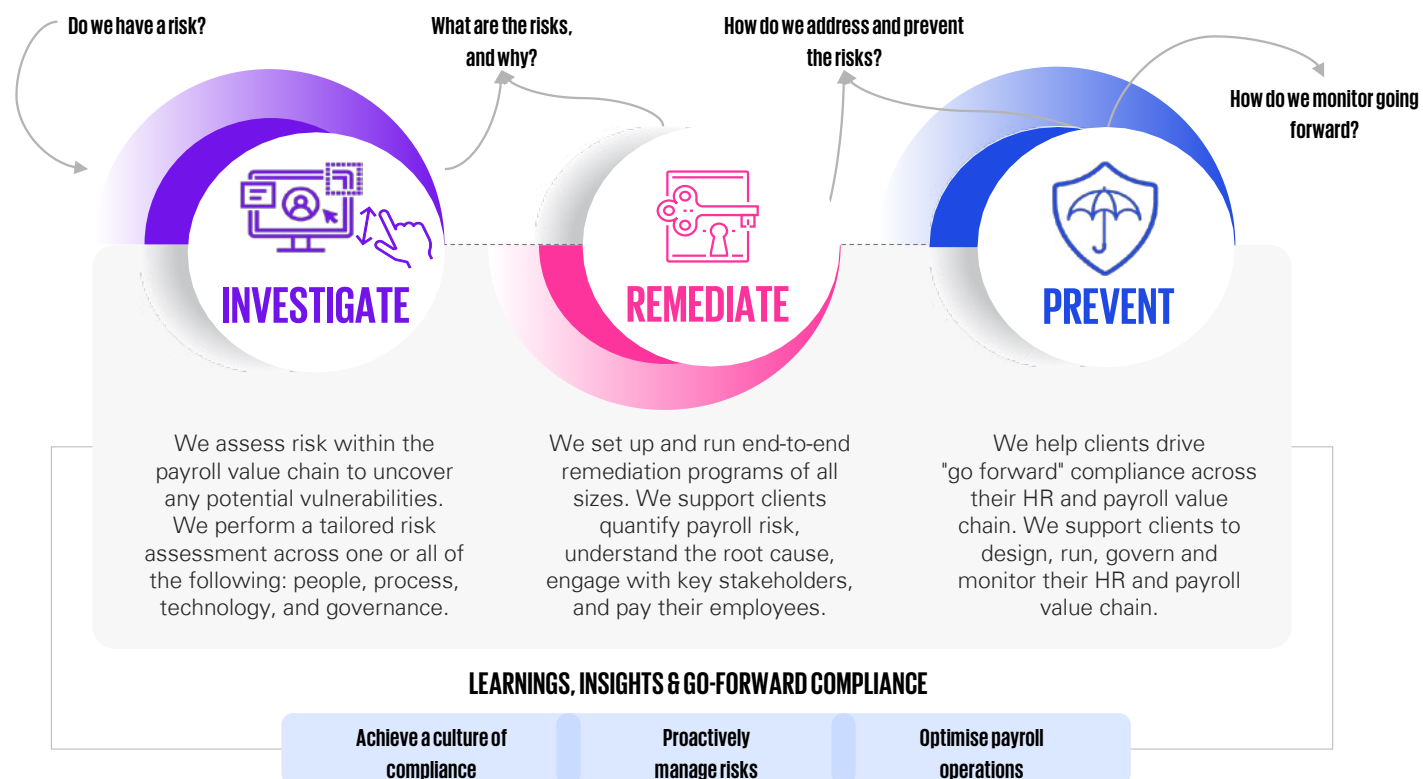 Do we have a risk?
What are the risks,
and why?
How do we address and prevent
the risks?
How do we monitor going
forward?
INVESTIGATE
REMEDIATE
PREVENT
We assess risk within the
payroll value chain to uncover
any potential vulnerabilities.
We perform a tailored risk
assessment across one or all of
the following: people, process,
technology, and governance.
We set up and run end-to-end
remediation programs of all
sizes. We support clients
quantify payroll risk,
understand the root cause,
engage with key stakeholders,
and pay their employees.
We help clients drive
"go forward" compliance across
their HR and payroll value
chain. We support clients to
design, run, govern and
monitor their HR and payroll
value chain.
LEARNINGS, INSIGHTS & GO-FORWARD COMPLIANCE
Achieve a culture of
compliance
Proactively
manage risks
Optimise payroll
operations